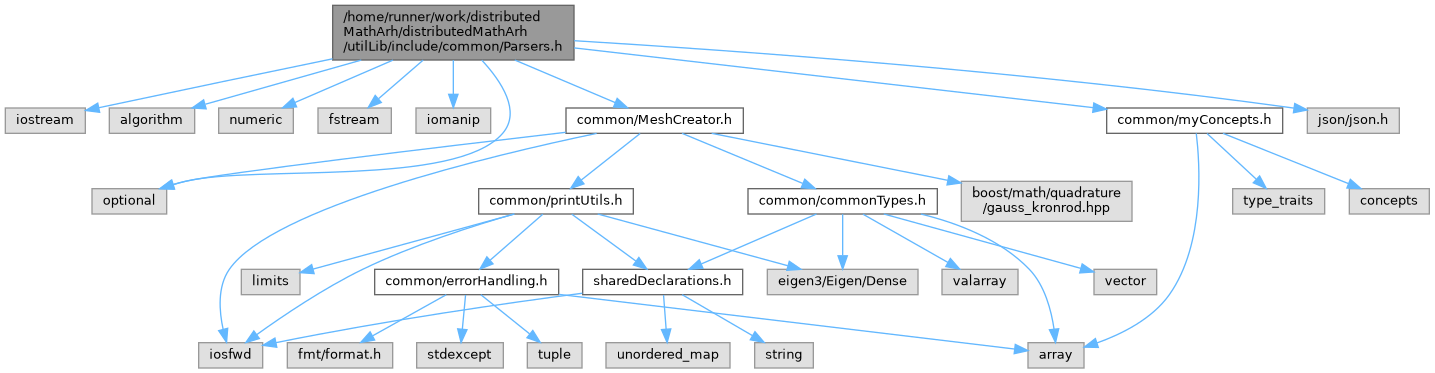 /home/runner/work/distributed
MathArh/distributedMathArh
/utilLib/include/common/Parsers.h
iostream
algorithm
numeric
fstream
iomanip
common/MeshCreator.h
common/myConcepts.h
json/json.h
optional
common/printUtils.h
common/commonTypes.h
boost/math/quadrature
/gauss_kronrod.hpp
type_traits
concepts
limits
common/errorHandling.h
sharedDeclarations.h
eigen3/Eigen/Dense
valarray
vector
iosfwd
fmt/format.h
stdexcept
tuple
unordered_map
string
array